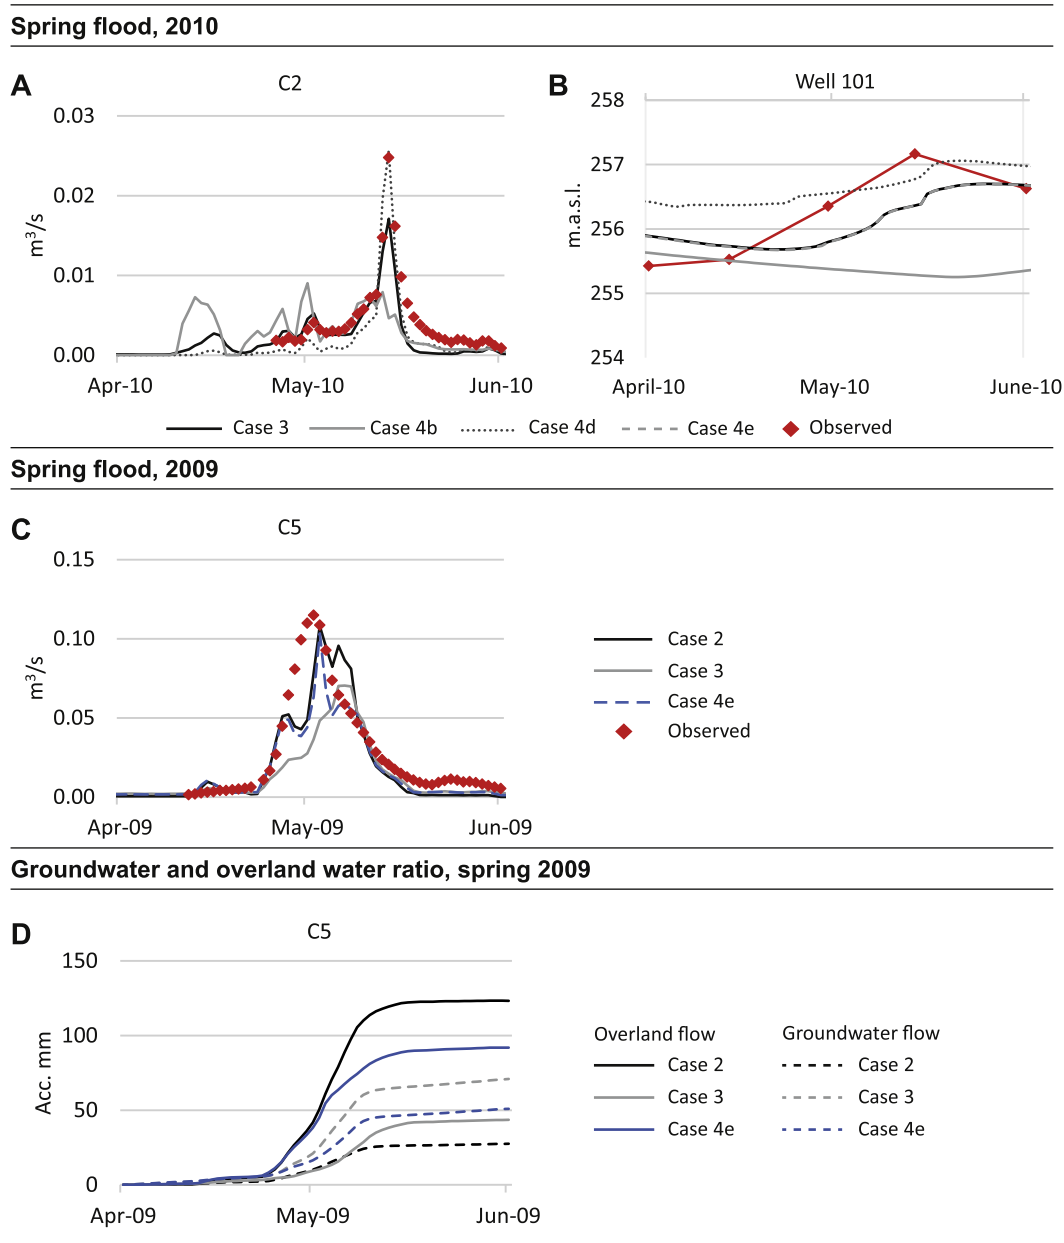 Spring flood, 2010
A
C2
B
Well 101
0.03
0.02
0.01
0.00
m³/s
Apr-10
May-10
Jun-10
258
257
256
255
254
m.a.s.l.
April-10
May-10
June-10
Case 3
Case 4b
Case 4d
Case 4e
Observed
Spring flood, 2009
C
C5
0.15
0.10
0.05
0.00
m³/s
Apr-09
May-09
Jun-09
Case 2
Case 3
Case 4e
Observed
Groundwater and overland water ratio, spring 2009
D
C5
150
100
50
0
Acc. mm
Apr-09
May-09
Jun-09
Overland flow
Case 2
Case 3
Case 4e
Groundwater flow
Case 2
Case 3
Case 4e